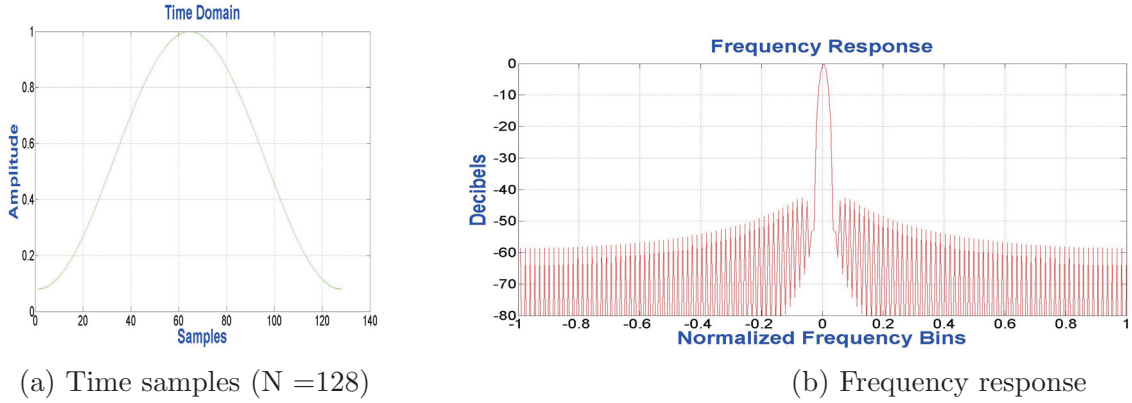 Time Domain
Amplitude
1
0.8
0.6
0.4
0.2
0
0 20 40 60 80 100 120 140
Samples
(a) Time samples (N =128)
Frequency Response
Decibels
0
-10
-20
-30
-40
-50
-60
-70
-80
-1 -0.8 -0.6 -0.4 -0.2 0 0.2 0.4 0.6 0.8 1
Normalized Frequency Bins
(b) Frequency response